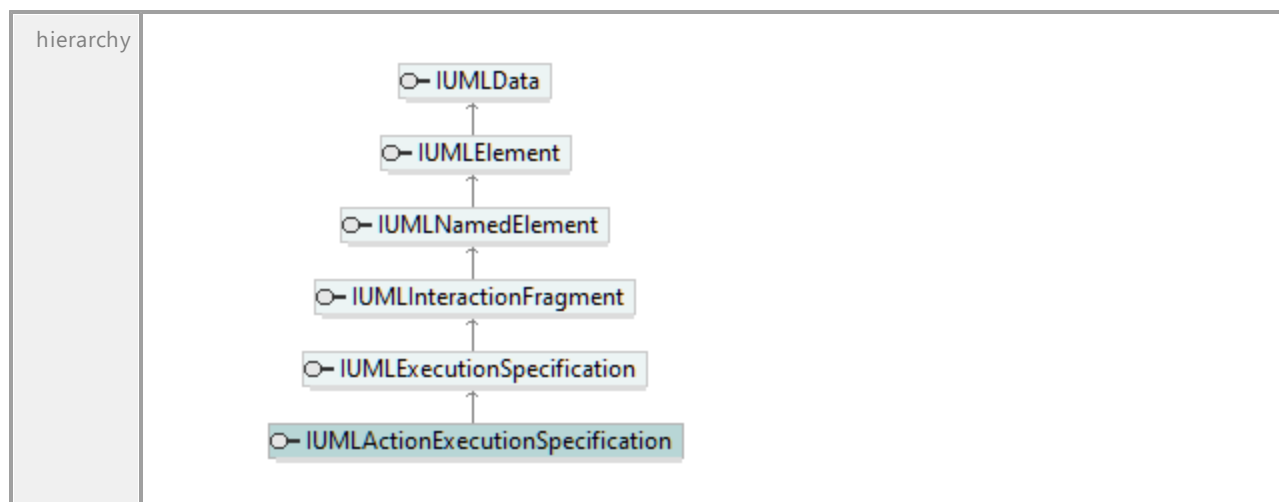 hierarchy
IUMLData
IUMLElement
IUMLNamedElement
IUMLInteractionFragment
IUMLExecutionSpecification
IUMLActionExecutionSpecification